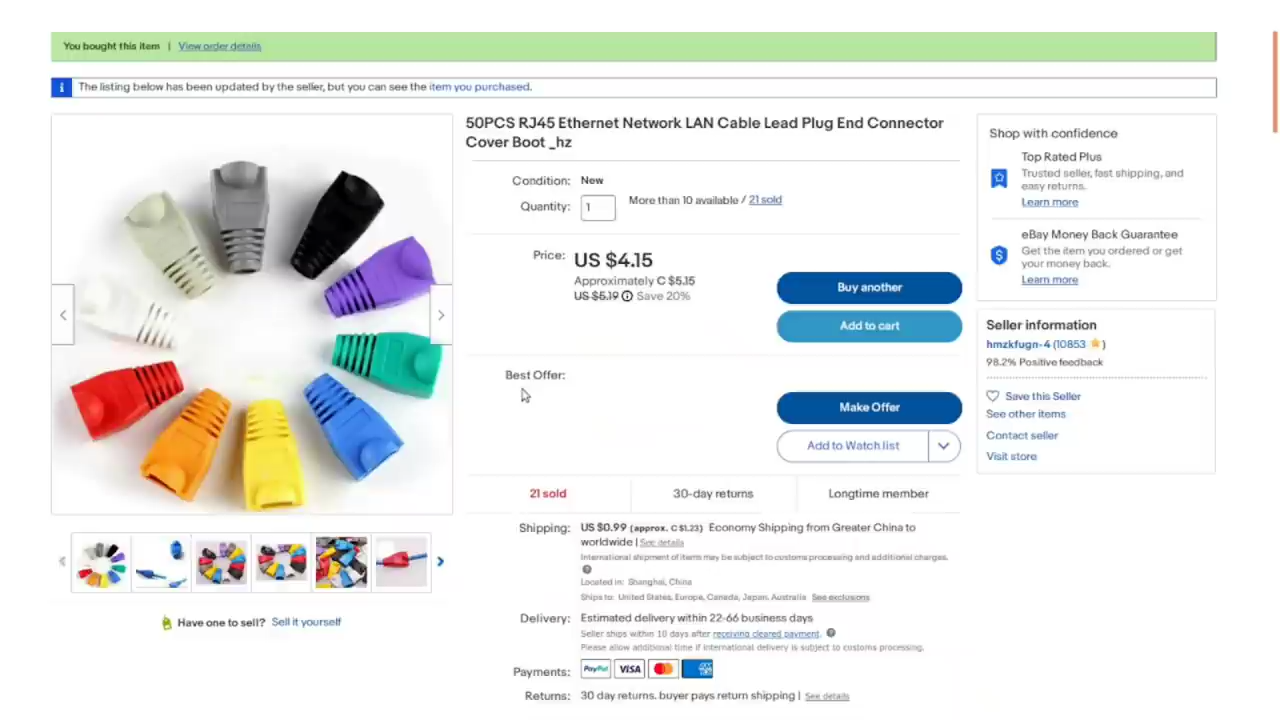 You bought this item | View order details
i The listing below has been updated by the seller, but you can see the item you purchased.
50PCS RJ45 Ethernet Network LAN Cable Lead Plug End Connector
Cover Boot _hz
Condition: New
Quantity: 1 More than 10 available / 21 sold
Price: US $4.15
Approximately C $5.15
US $5.19 Save 20%
Buy another
Add to cart
Best Offer:
Make Offer
Add to Watch list
21 sold
30-day returns
Longtime member
Shipping: US $0.99 (approx. C $1.23) Economy Shipping from Greater China to
worldwide | See details
International shipment of items may be subject to customs processing and additional charges.
Located in: Shanghai, China
Ships to: United States, Europe, Canada, Japan, Australia See exclusions
Delivery: Estimated delivery within 22-66 business days
Seller ships within 10 days after receiving cleared payment.
Please allow additional time if international delivery is subject to customs processing.
Payments: PayPal VISA
Returns: 30 day returns. buyer pays return shipping | See details
Have one to sell? Sell it yourself
Shop with confidence
Top Rated Plus
Trusted seller, fast shipping, and
easy returns.
Learn more
eBay Money Back Guarantee
Get the item you ordered or get
your money back.
Learn more
Seller information
hmzkfugn-4 (10853 )
98.2% Positive feedback
Save this Seller
See other items
Contact seller
Visit store